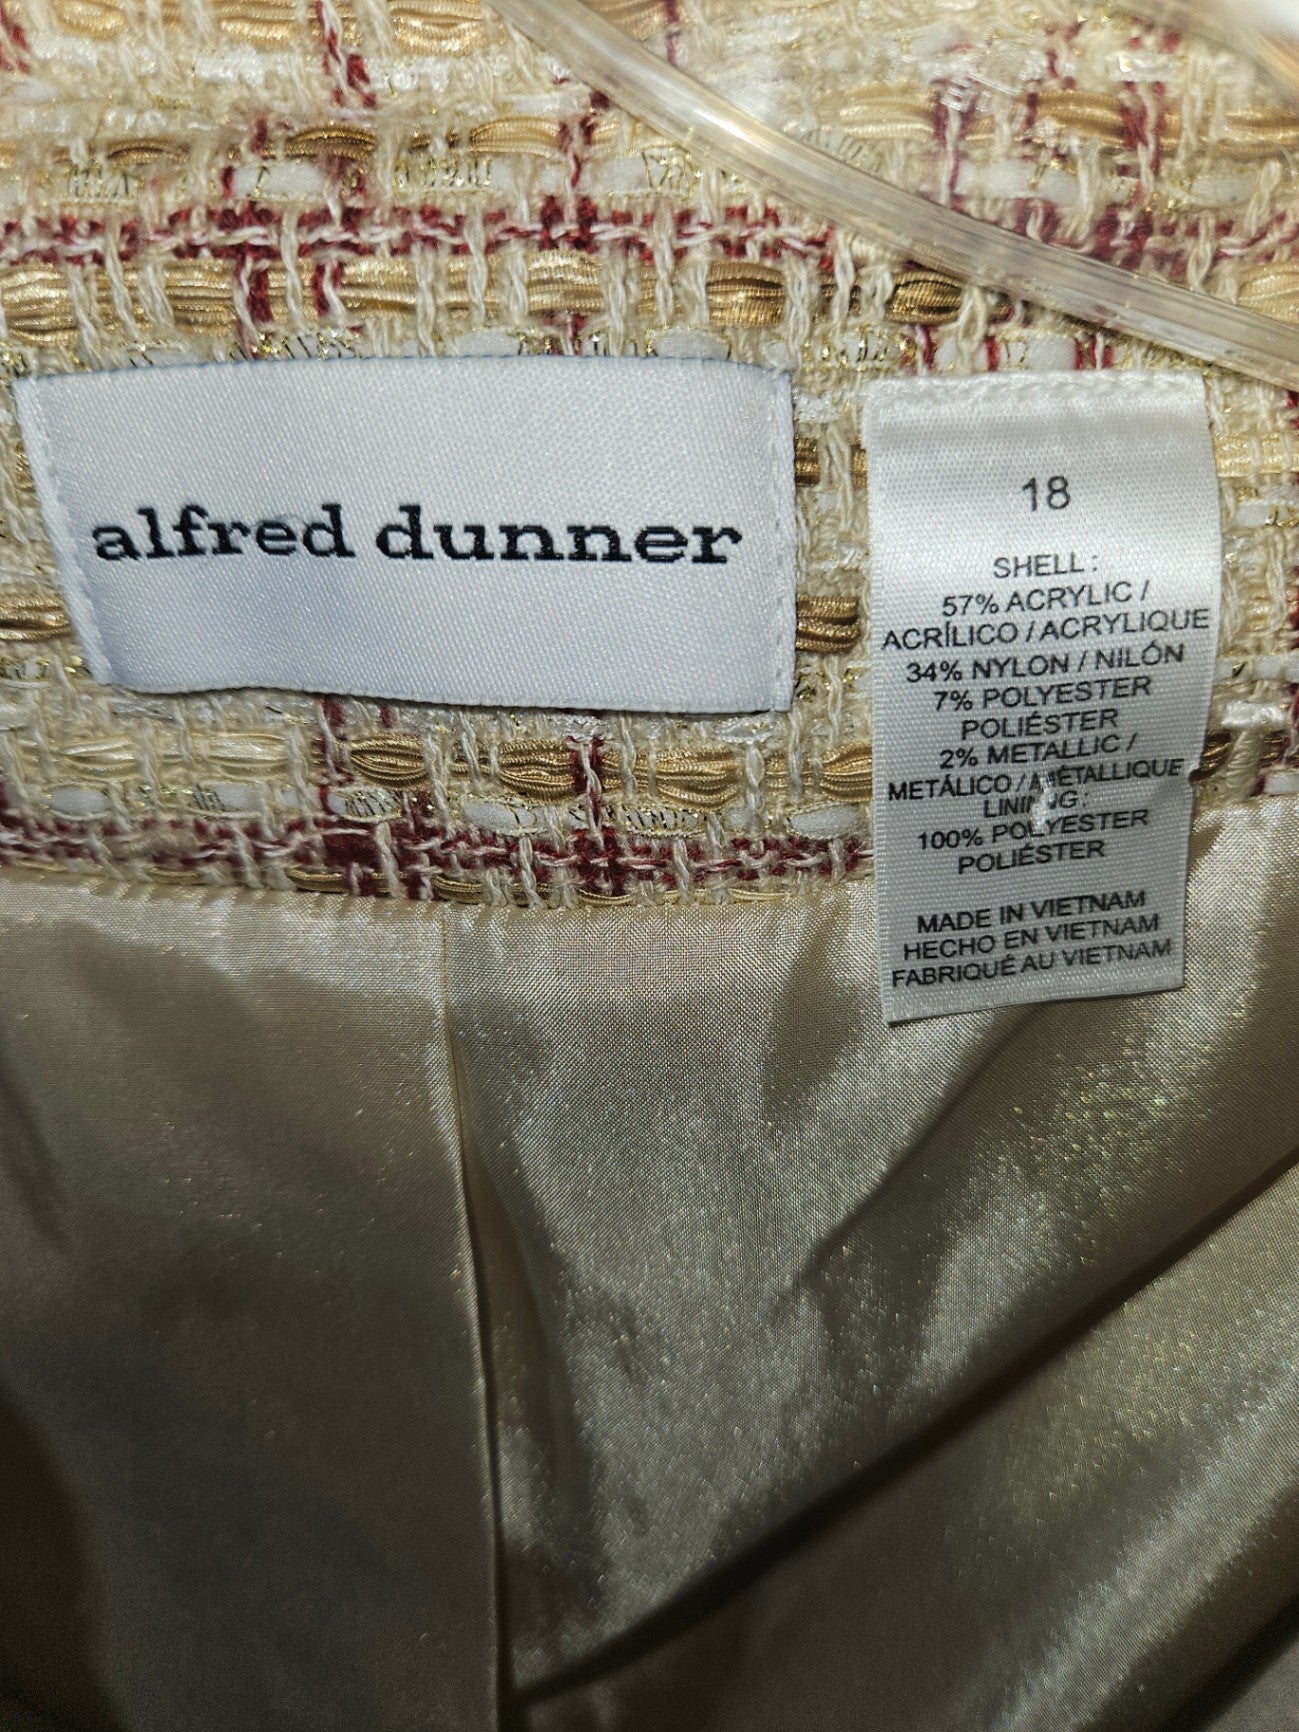 alfred dunner
18
SHELL:
57% ACRYLIC /
ACRÍLICO / ACRYLIQUE
34% NYLON / NILÓN
7% POLYESTER
POLIÉSTER
2% METALLIC /
METÁLICO / MÉTALLIQUE
LINING:
100% POLYESTER
POLIÉSTER
MADE IN VIETNAM
HECHO EN VIETNAM
FABRIQUÉ AU VIETNAM